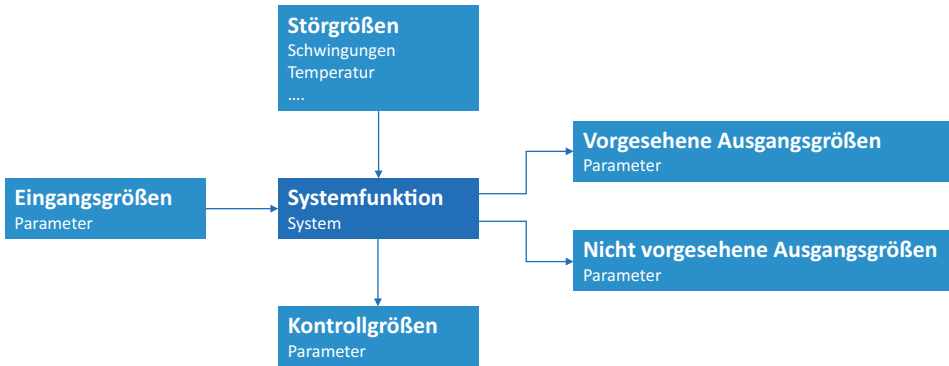 Störgrößen
Schwingungen
Temperatur
....
Vorgesehene Ausgangsgrößen
Parameter
Eingangsgrößen
Parameter
Systemfunktion
System
Nicht vorgesehene Ausgangsgrößen
Parameter
Kontrollgrößen
Parameter